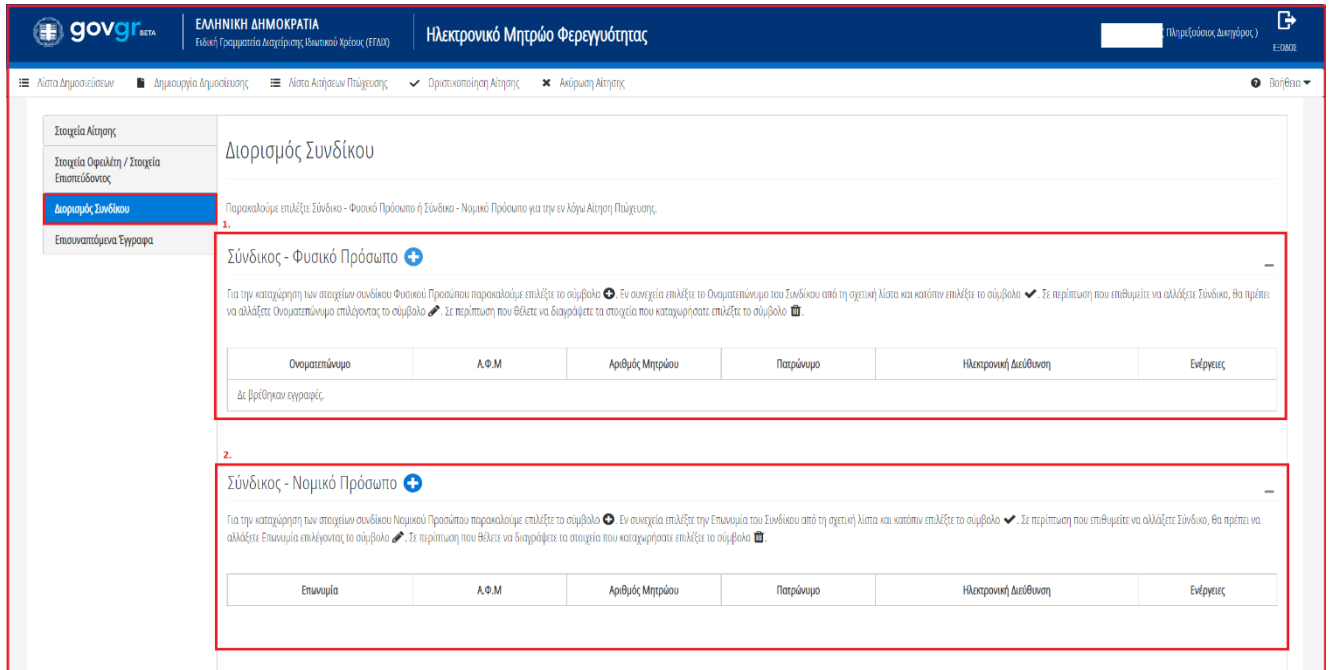 govgr BETA
ΕΛΛΗΝΙΚΗ ΔΗΜΟΚΡΑΤΙΑ
Ειδική Γραμματεία Διαχείρισης Ιδιωτικού Χρέους (ΕΓΔΙΧ)
Ηλεκτρονικό Μητρώο Φερεγγυότητας
Πληρεξούσιος Δικηγόρος )
ΕΞΟΔΟΣ
Λίστα Δημοσιεύσεων
Δημιουργία Δημοσίευσης
Λίστα Αιτήσεων Πτώχευσης
Οριστικοποίηση Αίτησης
Ακύρωση Αίτησης
Βοήθεια
Στοιχεία Αίτησης
Στοιχεία Οφειλέτη / Στοιχεία
Επισπεύδοντος
Διορισμός Συνδίκου
Επισυναπτόμενα Έγγραφα
Διορισμός Συνδίκου
Παρακαλούμε επιλέξτε Σύνδικο - Φυσικό Πρόσωπο ή Σύνδικο - Νομικό Πρόσωπο για την εν λόγω Αίτηση Πτώχευσης.
1.
Σύνδικος - Φυσικό Πρόσωπο
Για την καταχώρηση των στοιχείων συνδίκου Φυσικού Προσώπου παρακαλούμε επιλέξτε το σύμβολο . Εν συνεχεία επιλέξτε το Ονοματεπώνυμο του Συνδίκου από τη σχετική λίστα και κατόπιν επιλέξτε το σύμβολο . Σε περίπτωση που επιθυμείτε να αλλάξετε Σύνδικο, θα πρέπει
να αλλάξετε Ονοματεπώνυμο επιλέγοντας το σύμβολο . Σε περίπτωση που θέλετε να διαγράψετε τα στοιχεία που καταχωρήσατε επιλέξτε το σύμβολο .
Ονοματεπώνυμο
Α.Φ.Μ
Αριθμός Μητρώου
Πατρώνυμο
Ηλεκτρονική Διεύθυνση
Ενέργειες
Δε βρέθηκαν εγγραφές.
2.
Σύνδικος - Νομικό Πρόσωπο
Για την καταχώρηση των στοιχείων συνδίκου Νομικού Προσώπου παρακαλούμε επιλέξτε το σύμβολο . Εν συνεχεία επιλέξτε την Επωνυμία του Συνδίκου από τη σχετική λίστα και κατόπιν επιλέξτε το σύμβολο . Σε περίπτωση που επιθυμείτε να αλλάξετε Σύνδικο, θα πρέπει να
αλλάξετε Επωνυμία επιλέγοντας το σύμβολο . Σε περίπτωση που θέλετε να διαγράψετε τα στοιχεία που καταχωρήσατε επιλέξτε το σύμβολο .
Επωνυμία
Α.Φ.Μ
Αριθμός Μητρώου
Πατρώνυμο
Ηλεκτρονική Διεύθυνση
Ενέργειες